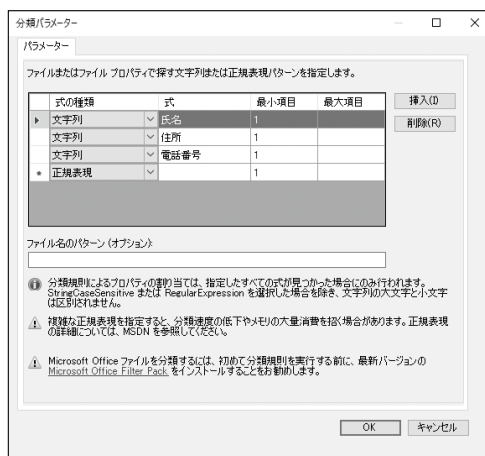 分類パラメーター
パラメーター
ファイルまたはファイル プロパティで探す文字列または正規表現パターンを指定します。
式の種類 式 最小項目 最大項目
文字列 氏名 1
文字列 住所 1
文字列 電話番号 1
正規表現 1
挿入(I)
削除(R)
ファイル名のパターン (オプション):
分類規則によるプロパティの割り当ては、指定したすべての式が見つかった場合にのみ行われます。
StringCaseSensitive または RegularExpression を選択した場合を除き、文字列の大文字と小文字
は区別されません。
複雑な正規表現を指定すると、分類速度の低下やメモリの大量消費を招く場合があります。正規表現
の詳細については、MSDN を参照してください。
Microsoft Office ファイルを分類するには、初めて分類規則を実行する前に、最新バージョンの
Microsoft Office Filter Pack をインストールすることをお勧めします。
OK キャンセル